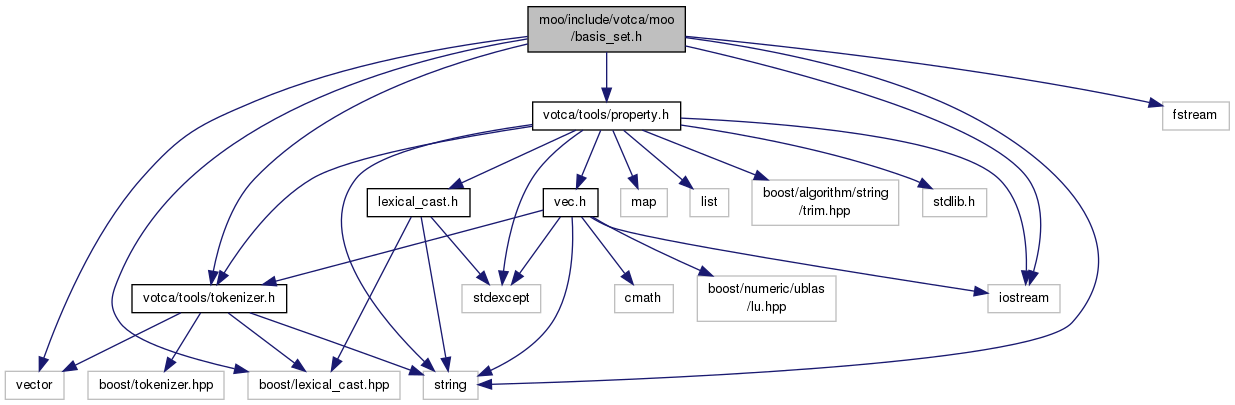 moo/include/votca/moo
/basis_set.h
votca/tools/property.h
fstream
lexical_cast.h
vec.h
map
list
boost/algorithm/string
/trim.hpp
stdlib.h
votca/tools/tokenizer.h
stdexcept
cmath
boost/numeric/ublas
/lu.hpp
iostream
vector
boost/tokenizer.hpp
boost/lexical_cast.hpp
string